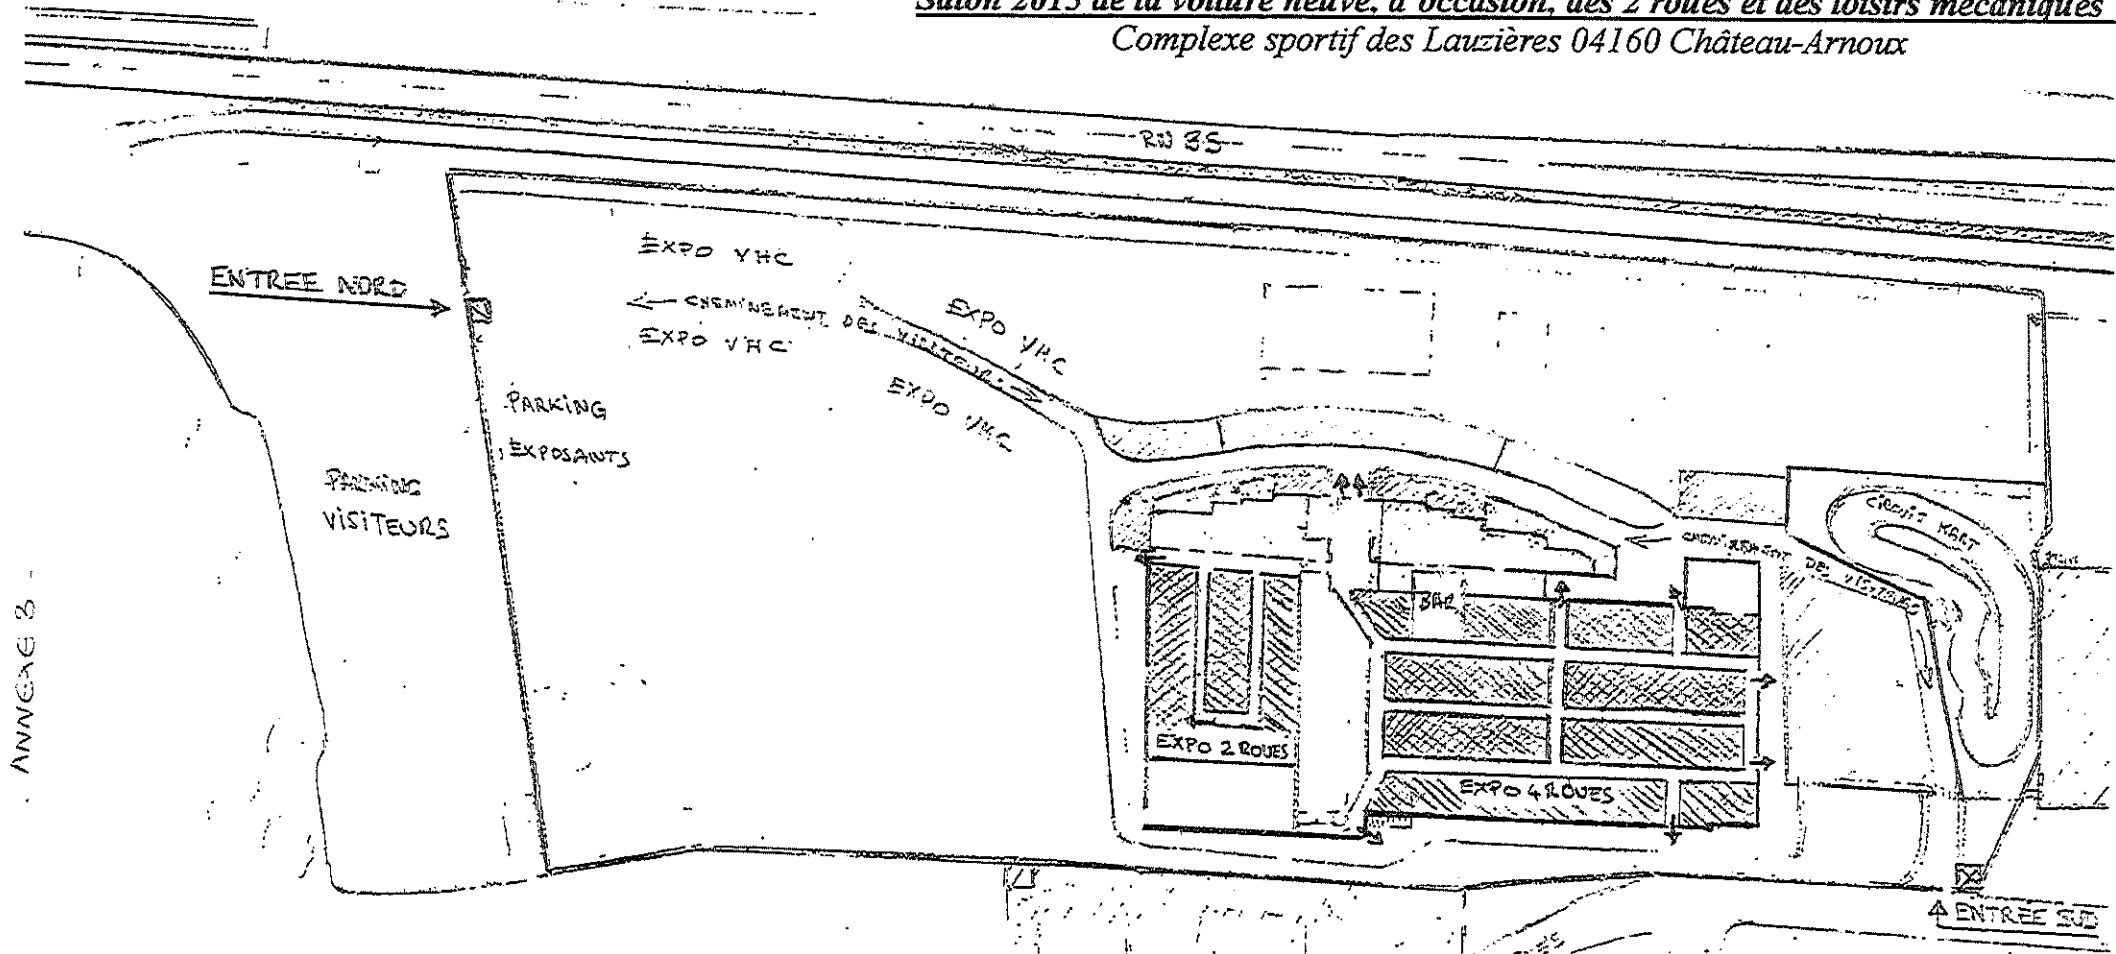 Salon 2015 de la voiture neuve, d'occasion, des 2 roues et des loisirs mécaniques
Complexe sportif des Lauzières 04160 Château-Arnoux
RN 85
EXPO VHC
ENTREE NORD
CHEMINEMENT DES VISITEURS
EXPO VHC
EXPO VHC
EXPO VHC
PARKING
EXPOSANTS
PARKING
VISITEURS
CIRCUIT KART
CHEMINEMENT DES VISITEURS
BAR
EXPO 2 ROUES
EXPO 4 ROUES
ANNEXE 3
ENTREE SUD